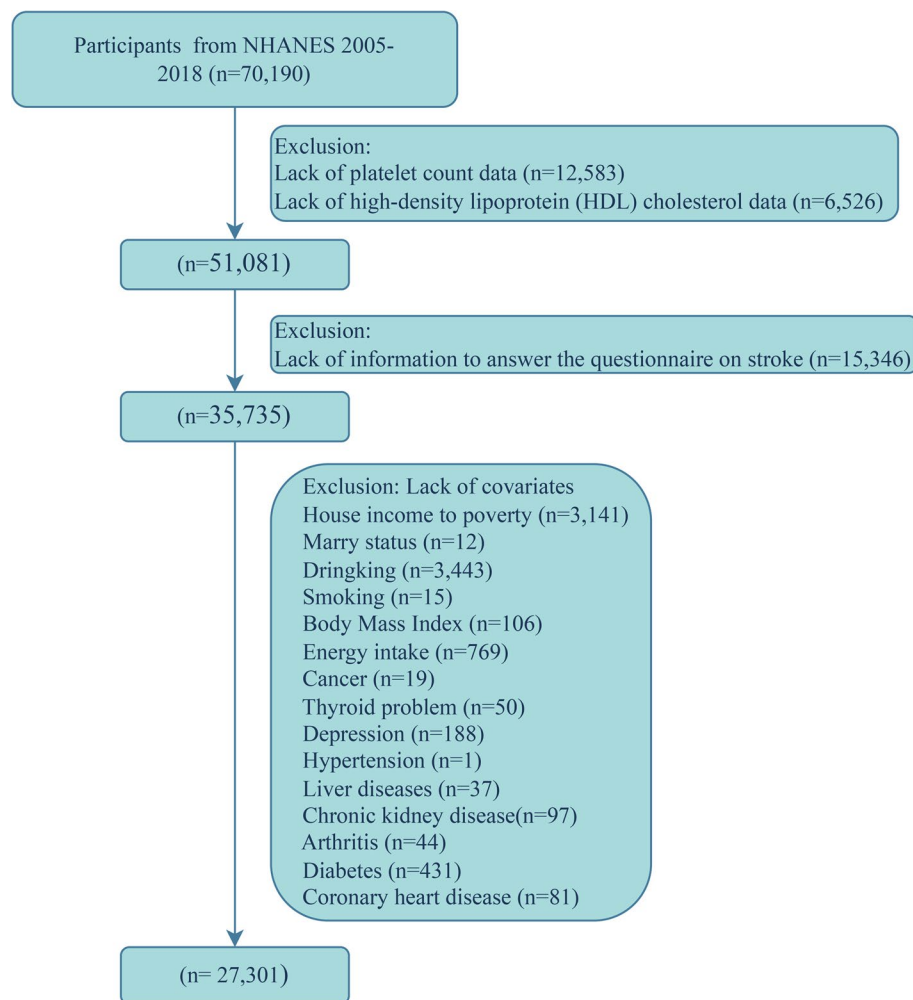 Participants from NHANES 2005-
2018 (n=70,190)
Exclusion:
Lack of platelet count data (n=12,583)
Lack of high-density lipoprotein (HDL) cholesterol data (n=6,526)
(n=51,081)
Exclusion:
Lack of information to answer the questionnaire on stroke (n=15,346)
(n=35,735)
Exclusion: Lack of covariates
House income to poverty (n=3,141)
Marry status (n=12)
Dringking (n=3,443)
Smoking (n=15)
Body Mass Index (n=106)
Energy intake (n=769)
Cancer (n=19)
Thyroid problem (n=50)
Depression (n=188)
Hypertension (n=1)
Liver diseases (n=37)
Chronic kidney disease(n=97)
Arthritis (n=44)
Diabetes (n=431)
Coronary heart disease (n=81)
(n= 27,301)